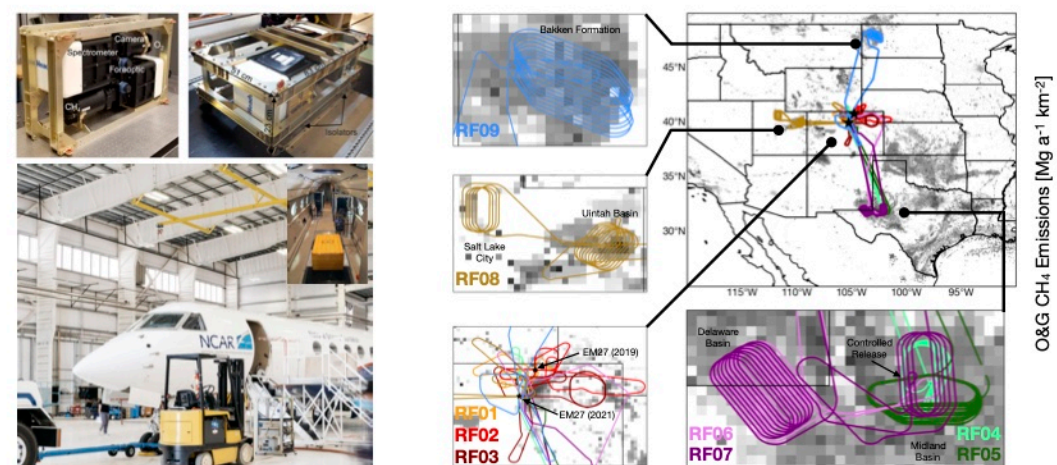 Camera
O₂
Spectrometer
Foreoptic
CH₄
Isolators
NCAR
Bakken Formation
RF09
Uintah Basin
Salt Lake
City
RF08
EM27 (2019)
EM27 (2021)
RF01
RF02
RF03
45°N
40°N
35°N
30°N
115°W
110°W
105°W
100°W
95°W
Delaware
Basin
Controlled
Release
RF06
RF07
Midland
Basin
RF04
RF05
O&G CH₄ Emissions [Mg a⁻¹ km⁻²]